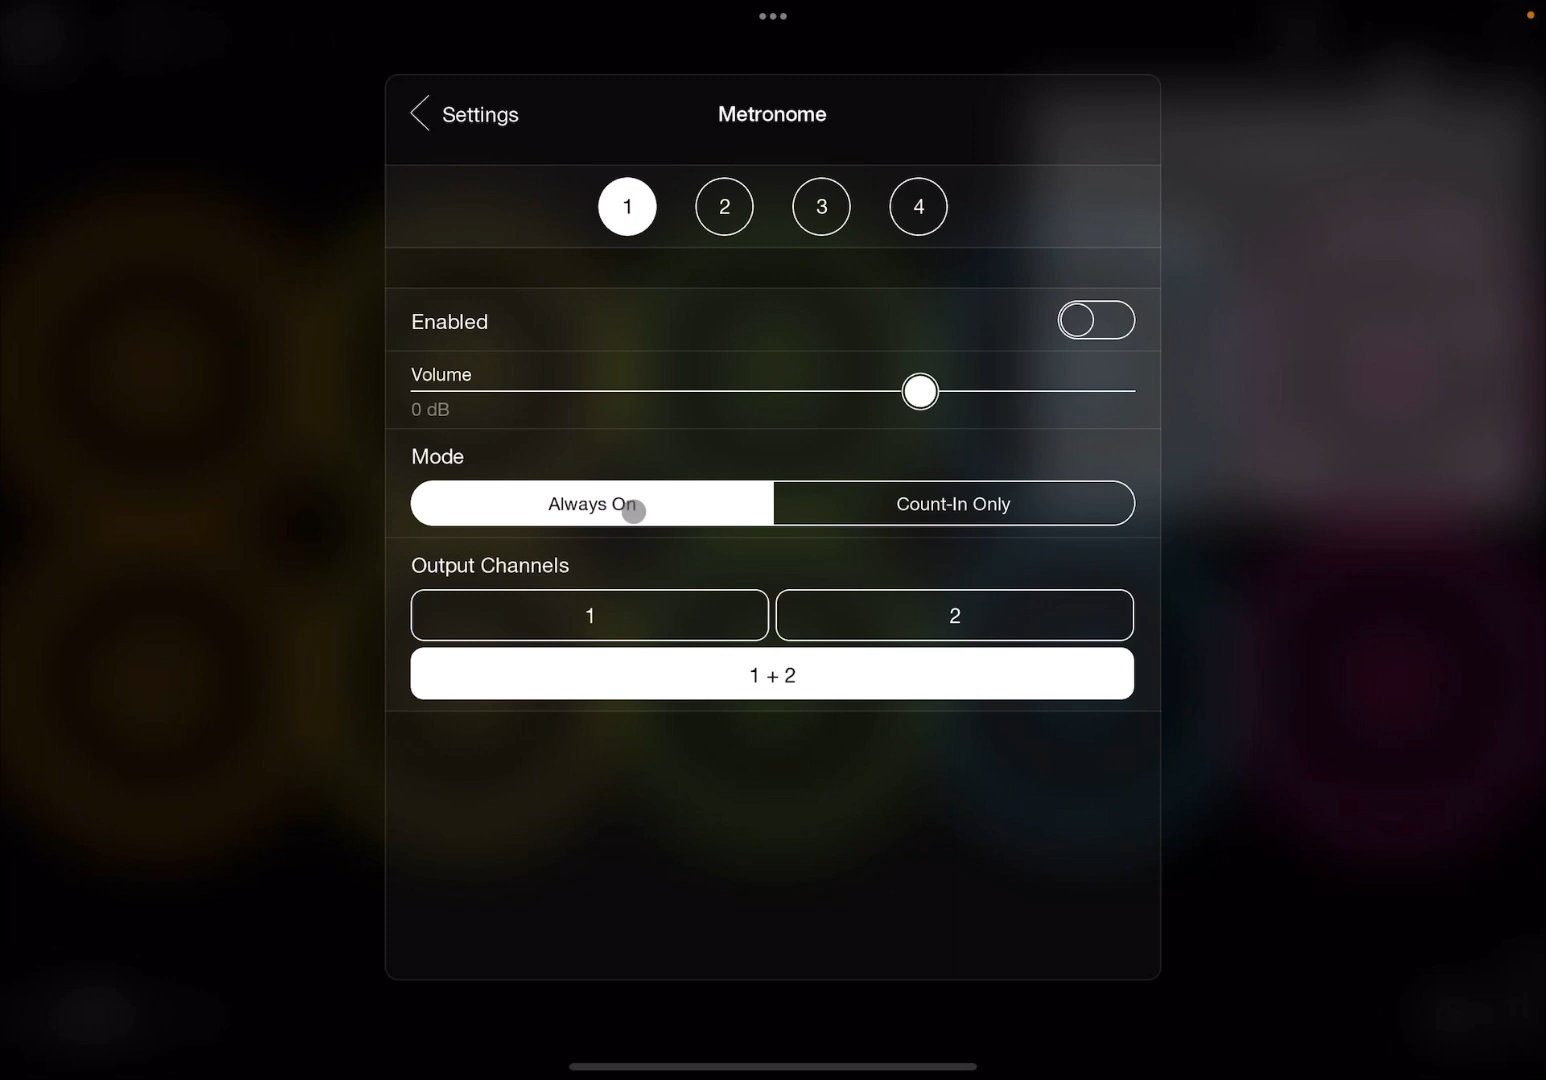 Settings
Metronome
1 2 3 4
Enabled
Volume
0 dB
Mode
Always On
Count-In Only
Output Channels
1
2
1 + 2